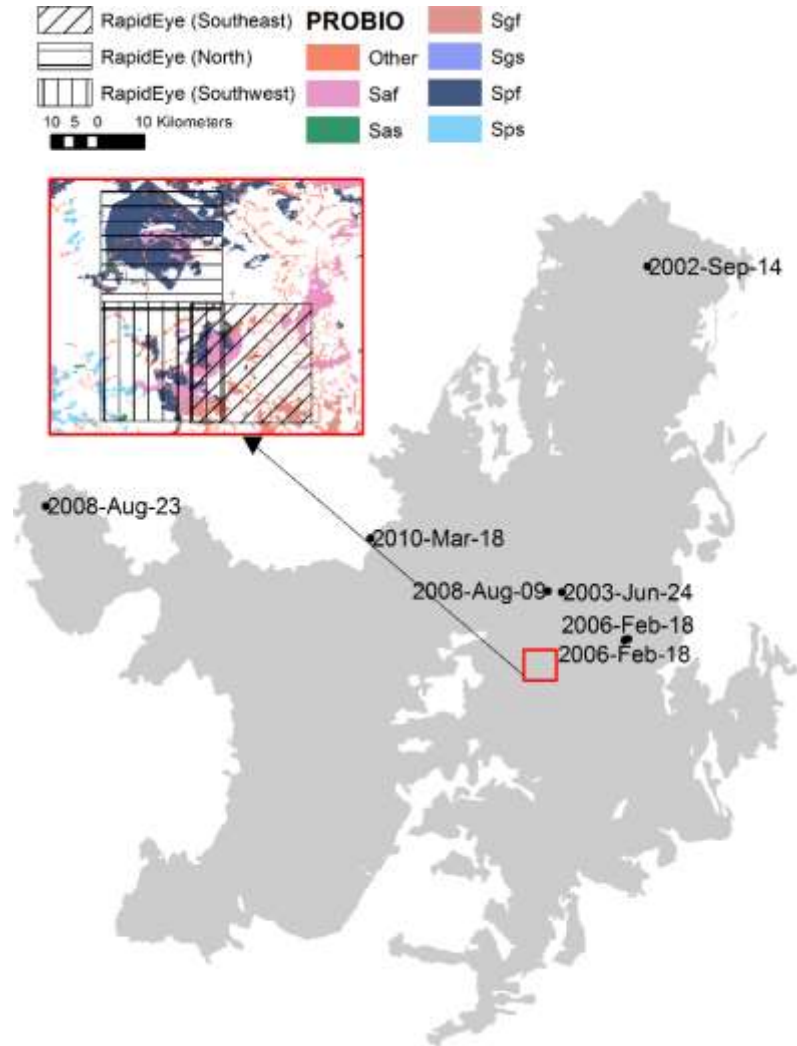 RapidEye (Southeast)
RapidEye (North)
RapidEye (Southwest)
10 5 0 10 Kilometers
PROBIO
Other
Saf
Sas
Sgf
Sgs
Spf
Sps
2002-Sep-14
2008-Aug-23
2010-Mar-18
2008-Aug-09
2003-Jun-24
2006-Feb-18
2006-Feb-18